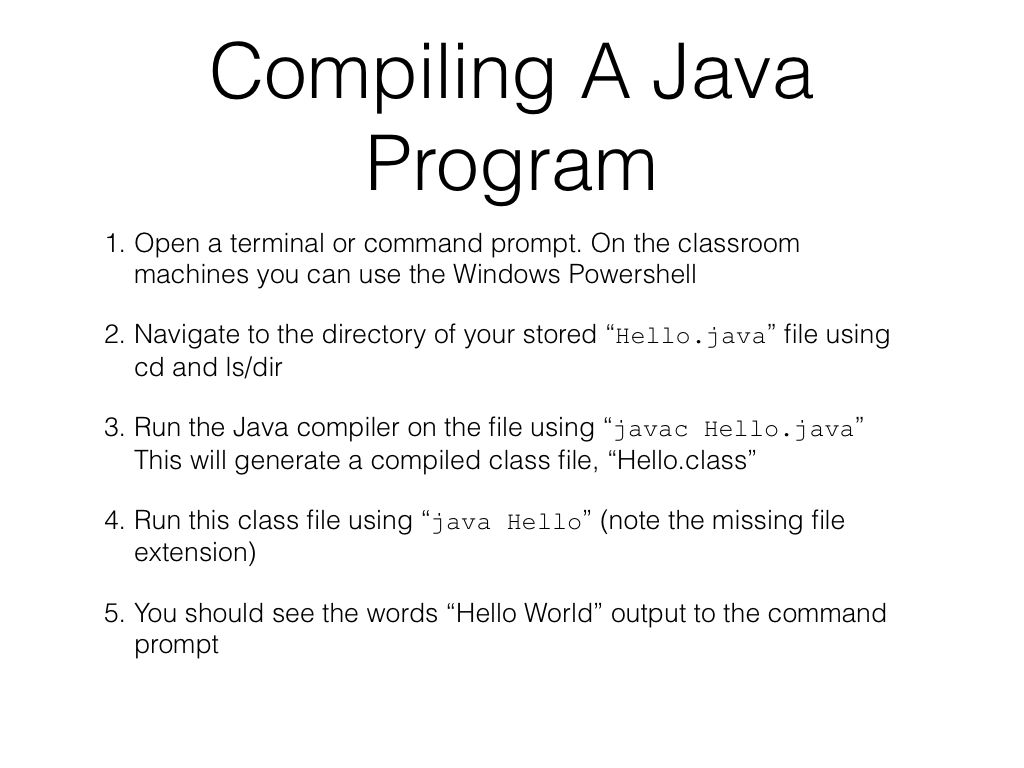 Compiling A Java
Program
1. Open a terminal or command prompt. On the classroom
machines you can use the Windows Powershell
2. Navigate to the directory of your stored “Hello.java” file using
cd and ls/dir
3. Run the Java compiler on the file using “javac Hello.java”
This will generate a compiled class file, “Hello.class”
4. Run this class file using “java Hello” (note the missing file
extension)
5. You should see the words “Hello World” output to the command
prompt